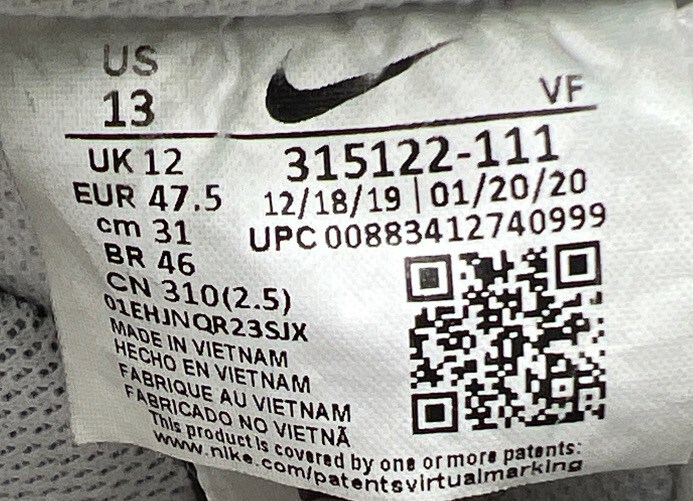 US
13
VF
UK 12
EUR 47.5
cm 31
BR 46
CN 310(2.5)
01EHJNQR23SJX
315122-111
12/18/19 | 01/20/20
UPC 00883412740999
MADE IN VIETNAM
HECHO EN VIETNAM
FABRIQUE AU VIETNAM
FABRICADO NO VIETNÃ
This product is covered by one or more patents:
www.nike.com/patentsvirtualmarking